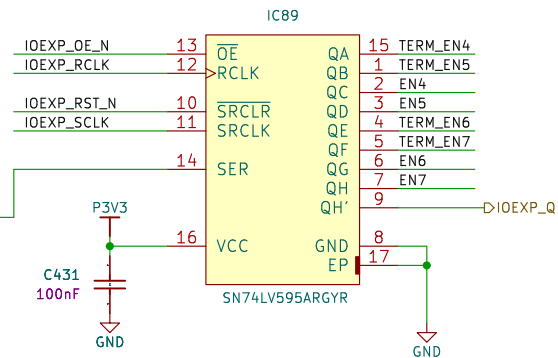 IC89
IOEXP_OE_N 13 OE QA 15 TERM_EN4
IOEXP_RCLK 12 RCLK QB 1 TERM_EN5
QC 2 EN4
IOEXP_RST_N 10 SRCLR QD 3 EN5
IOEXP_SCLK 11 SRCLK QE 4 TERM_EN6
QF 5 TERM_EN7
14 SER QG 6 EN6
QH 7 EN7
QH' 9 IOEXP_Q
P3V3
16 VCC GND 8
EP 17
C431
100nF
SN74LV595ARGYR
GND
GND